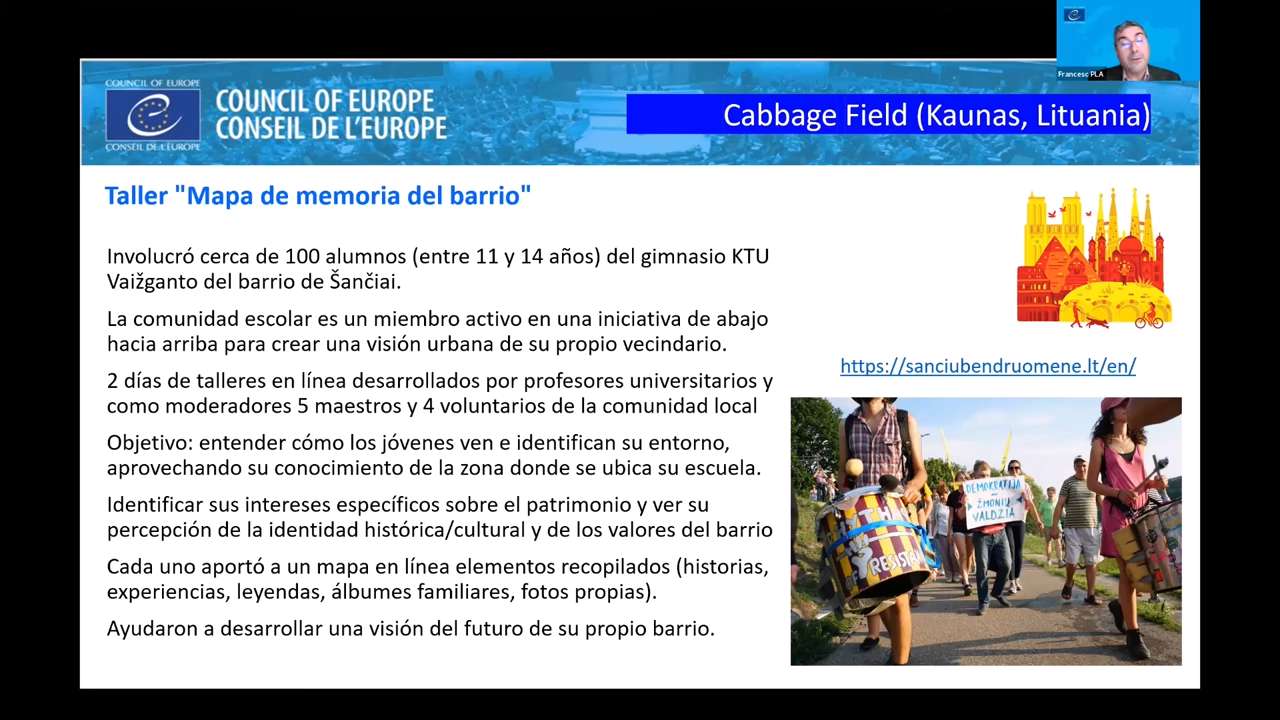 Francesc PLA
COUNCIL OF EUROPE
CONSEIL DE L'EUROPE
COUNCIL OF EUROPE
CONSEIL DE L'EUROPE
Cabbage Field (Kaunas, Lituania)
Taller "Mapa de memoria del barrio"
Involucró cerca de 100 alumnos (entre 11 y 14 años) del gimnasio KTU
Vaižganto del barrio de Šančiai.
La comunidad escolar es un miembro activo en una iniciativa de abajo
hacia arriba para crear una visión urbana de su propio vecindario.
2 días de talleres en línea desarrollados por profesores universitarios y
como moderadores 5 maestros y 4 voluntarios de la comunidad local
Objetivo: entender cómo los jóvenes ven e identifican su entorno,
aprovechando su conocimiento de la zona donde se ubica su escuela.
Identificar sus intereses específicos sobre el patrimonio y ver su
percepción de la identidad histórica/cultural y de los valores del barrio
Cada uno aportó a un mapa en línea elementos recopilados (historias,
experiencias, leyendas, álbumes familiares, fotos propias).
Ayudaron a desarrollar una visión del futuro de su propio barrio.
https://sanciubendruomene.lt/en/
DEMOKRATIJA
–
ŽMONIŲ
VALDŽIA
OF RESISTAN